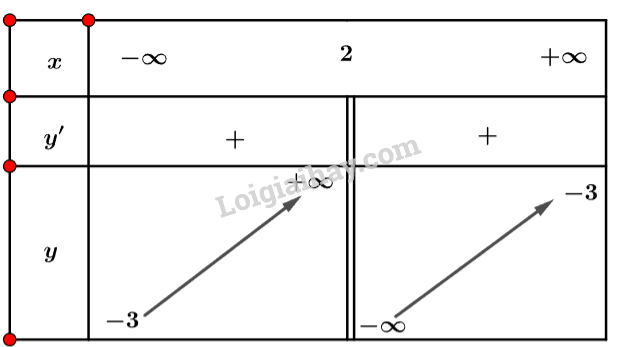 x −∞ 2 +∞
y′ + +
+∞ −3
y
−3 −∞
Loigiaihay.com